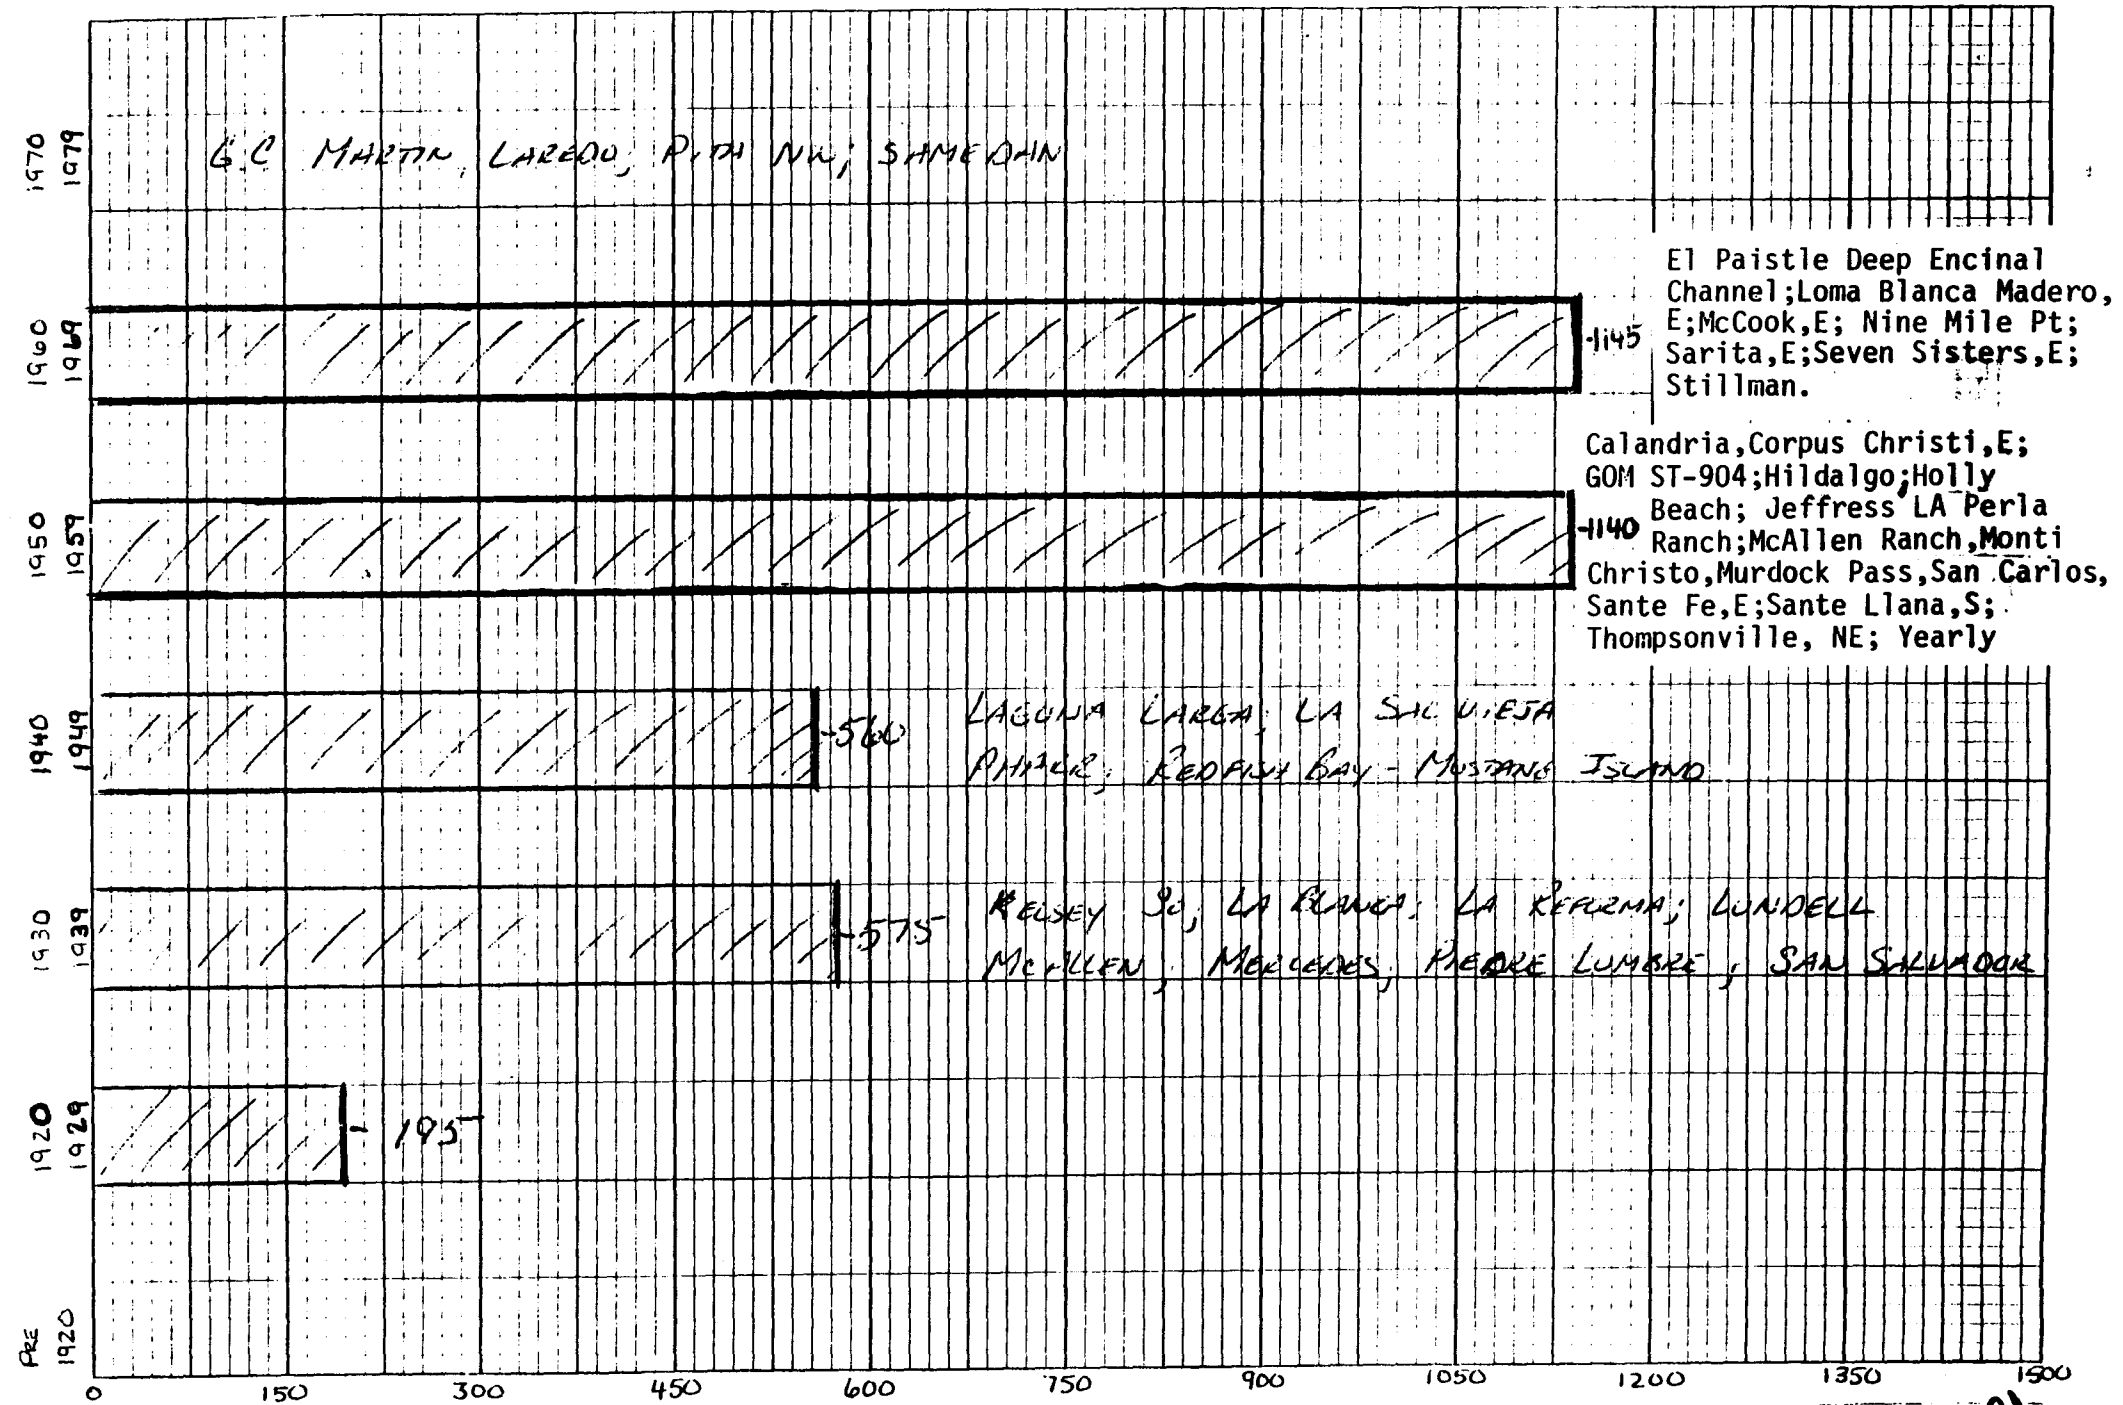 1970
1979
G.C MARTIN, LAREDO, PITA NW; SAMEDAN
1960
1969
-1145
El Paistle Deep Encinal
Channel;Loma Blanca Madero,
E;McCook,E; Nine Mile Pt;
Sarita,E;Seven Sisters,E;
Stillman.
1950
1959
-1140
Calandria,Corpus Christi,E;
GOM ST-904;Hildalgo;Holly
Beach; Jeffress LA Perla
Ranch;McAllen Ranch,Monti
Christo,Murdock Pass,San Carlos,
Sante Fe,E;Sante Llana,S;
Thompsonville, NE; Yearly
1940
1949
-560
LAGUNA LARGA; LA SAL VIEJA
REDFISH BAY - MUSTANG ISLAND
1930
1939
-575
KELSEY SO; LA BLANCA; LA REFORMA; LUNDELL
McALLEN; MERCEDES; PIEDRE LUMBRE; SAN SALVADOR
1920
1929
- 195
PRE
1920
0 150 300 450 600 750 900 1050 1200 1350 1500